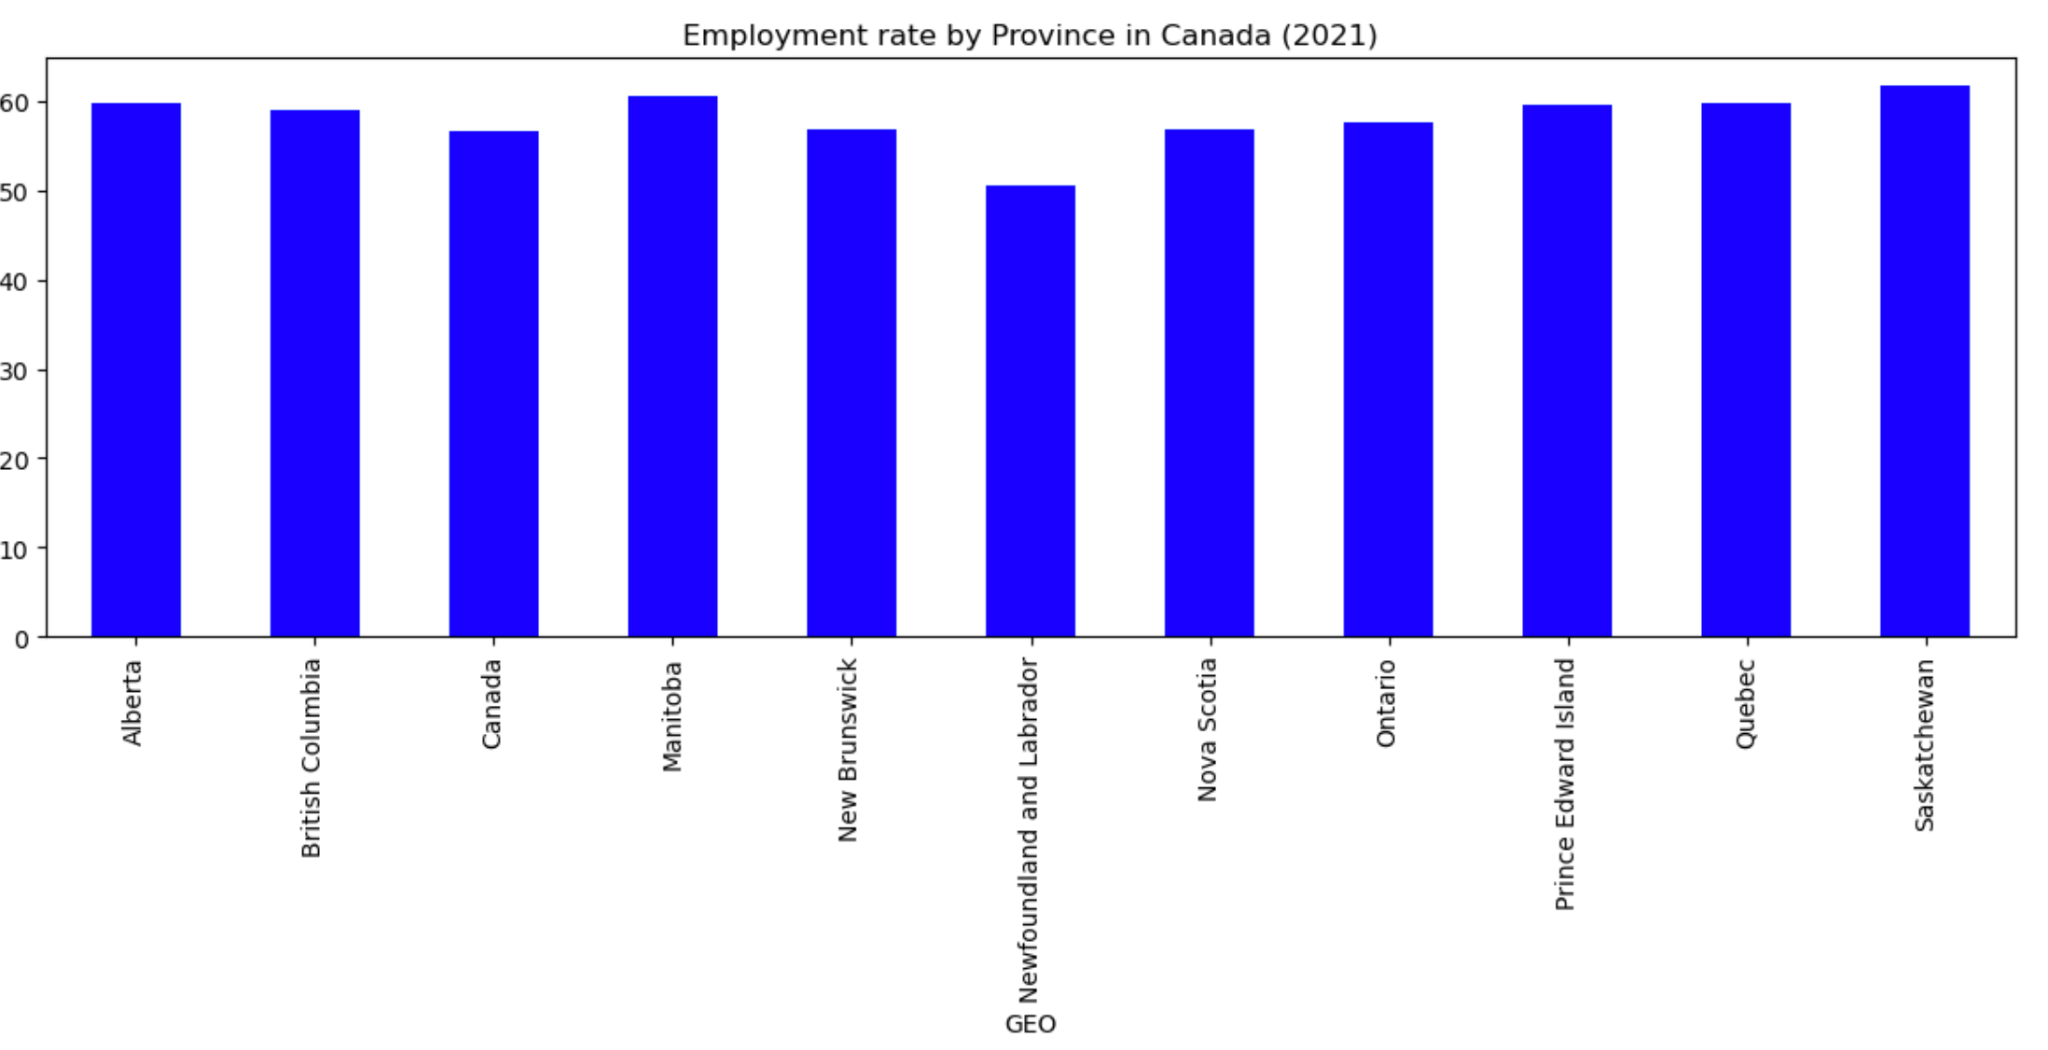 Employment rate by Province in Canada (2021)
60
50
40
30
20
10
0
Alberta
British Columbia
Canada
Manitoba
New Brunswick
Newfoundland and Labrador
Nova Scotia
Ontario
Prince Edward Island
Quebec
Saskatchewan
GEO